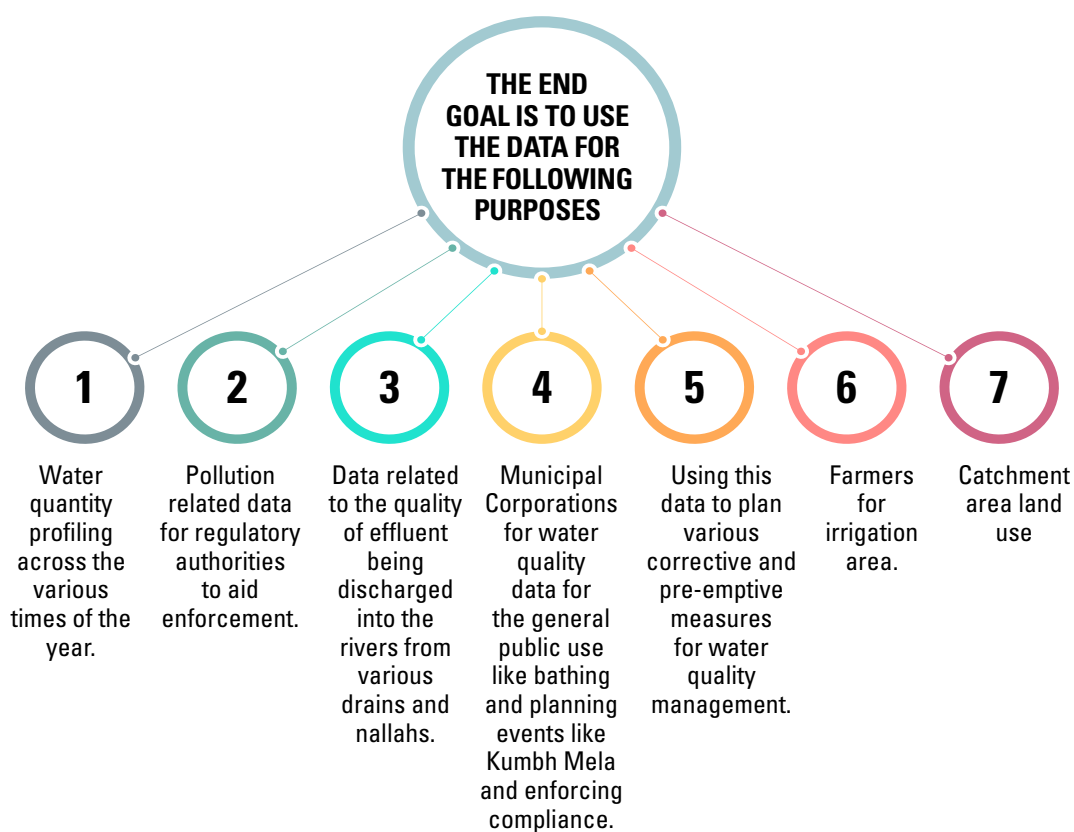 THE END
GOAL IS TO USE
THE DATA FOR
THE FOLLOWING
PURPOSES
1
Water
quantity
profiling
across the
various
times of the
year.
2
Pollution
related data
for regulatory
authorities
to aid
enforcement.
3
Data related
to the quality
of effluent
being
discharged
into the
rivers from
various
drains and
nallahs.
4
Municipal
Corporations
for water
quality
data for
the general
public use
like bathing
and planning
events like
Kumbh Mela
and enforcing
compliance.
5
Using this
data to plan
various
corrective and
pre-emptive
measures
for water
quality
management.
6
Farmers
for
irrigation
area.
7
Catchment
area land
use